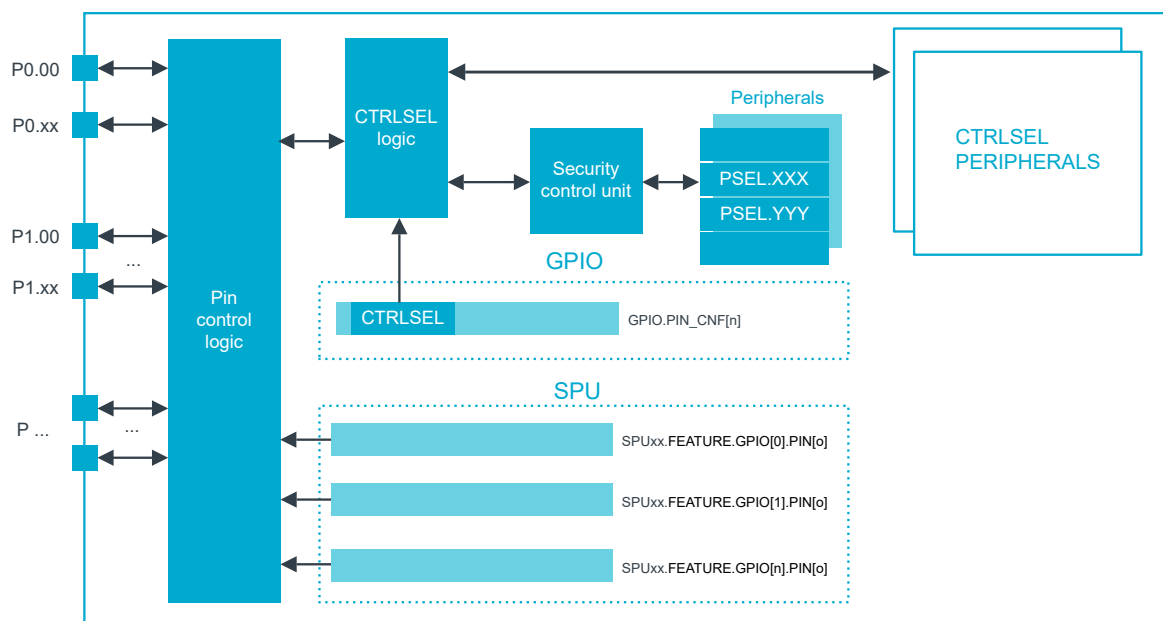 P0.00
P0.xx
P1.00
...
P1.xx
P ...
...
Pin
control
logic
CTRLSEL
logic
Security
control unit
Peripherals
PSEL.XXX
PSEL.YYY
CTRLSEL
PERIPHERALS
GPIO
CTRLSEL
GPIO.PIN_CNF[n]
SPU
SPUxx.FEATURE.GPIO[0].PIN[o]
SPUxx.FEATURE.GPIO[1].PIN[o]
SPUxx.FEATURE.GPIO[n].PIN[o]